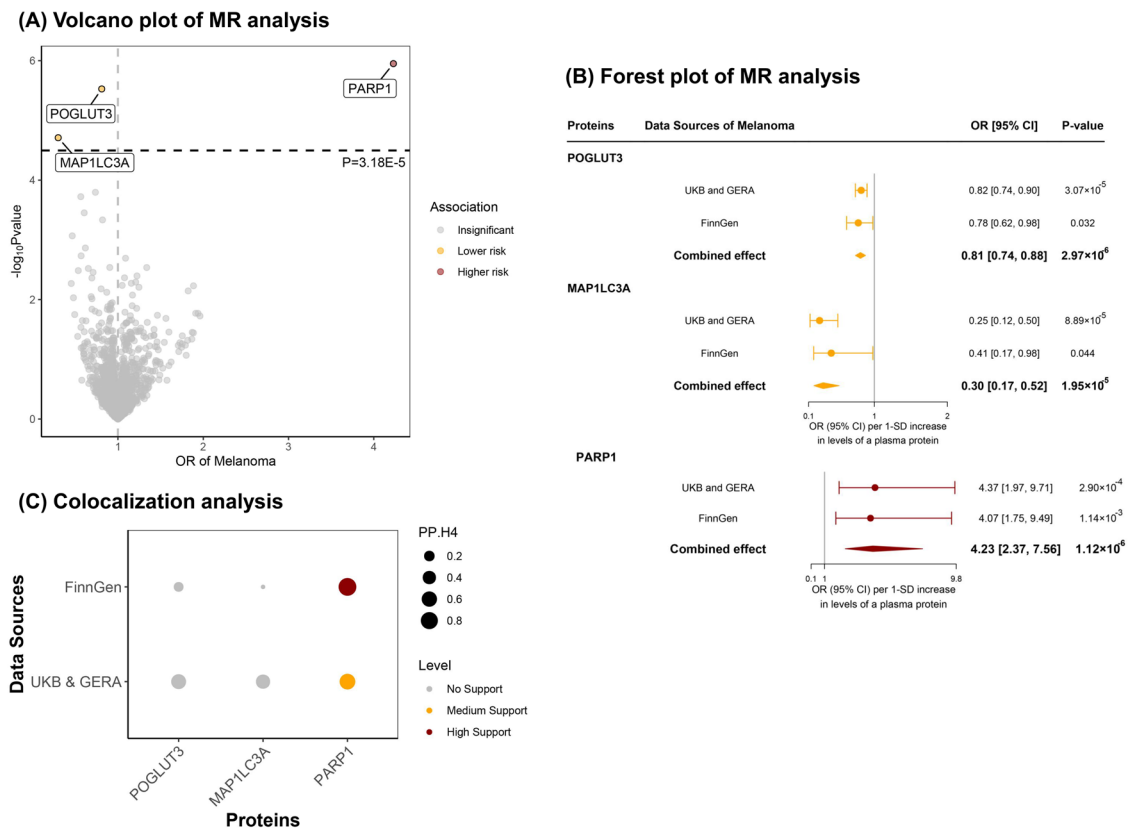 (A) Volcano plot of MR analysis
6
4
2
0
-log10Pvalue
PARP1
POGLUT3
MAP1LC3A
P=3.18E-5
1
2
3
4
OR of Melanoma
Association
Insignificant
Lower risk
Higher risk
(B) Forest plot of MR analysis
Proteins Data Sources of Melanoma OR [95% CI] P-value
POGLUT3
UKB and GERA 0.82 [0.74, 0.90] 3.07×10-5
FinnGen 0.78 [0.62, 0.98] 0.032
Combined effect 0.81 [0.74, 0.88] 2.97×10-6
MAP1LC3A
UKB and GERA 0.25 [0.12, 0.50] 8.89×10-5
FinnGen 0.41 [0.17, 0.98] 0.044
Combined effect 0.30 [0.17, 0.52] 1.95×10-5
0.1 1 2
OR (95% CI) per 1-SD increase
in levels of a plasma protein
PARP1
UKB and GERA 4.37 [1.97, 9.71] 2.90×10-4
FinnGen 4.07 [1.75, 9.49] 1.14×10-3
Combined effect 4.23 [2.37, 7.56] 1.12×10-6
0.1 1 9.8
OR (95% CI) per 1-SD increase
in levels of a plasma protein
(C) Colocalization analysis
Data Sources
FinnGen
UKB & GERA
POGLUT3
MAP1LC3A
PARP1
Proteins
PP.H4
0.2
0.4
0.6
0.8
Level
No Support
Medium Support
High Support